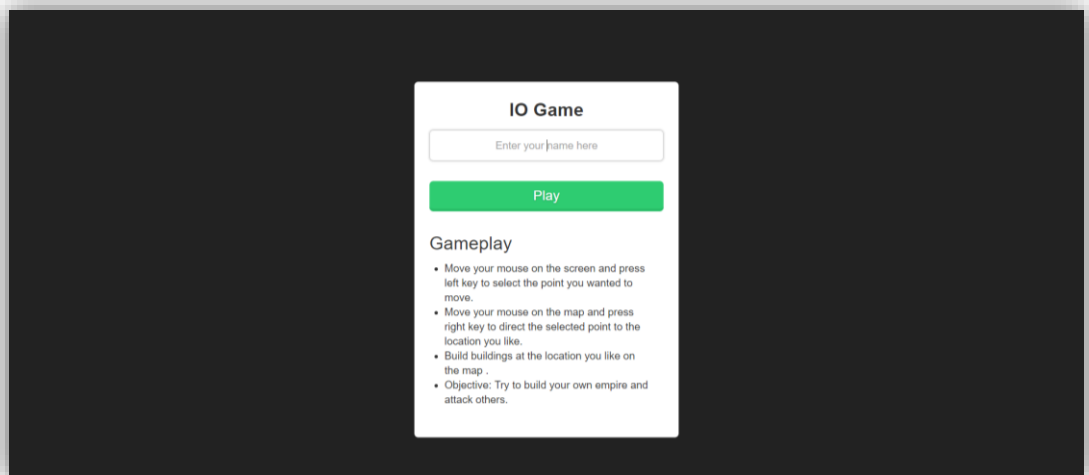 IO Game
Enter your name here
Play
Gameplay
Move your mouse on the screen and press
left key to select the point you wanted to
move.
Move your mouse on the map and press
right key to direct the selected point to the
location you like.
Build buildings at the location you like on
the map .
Objective: Try to build your own empire and
attack others.